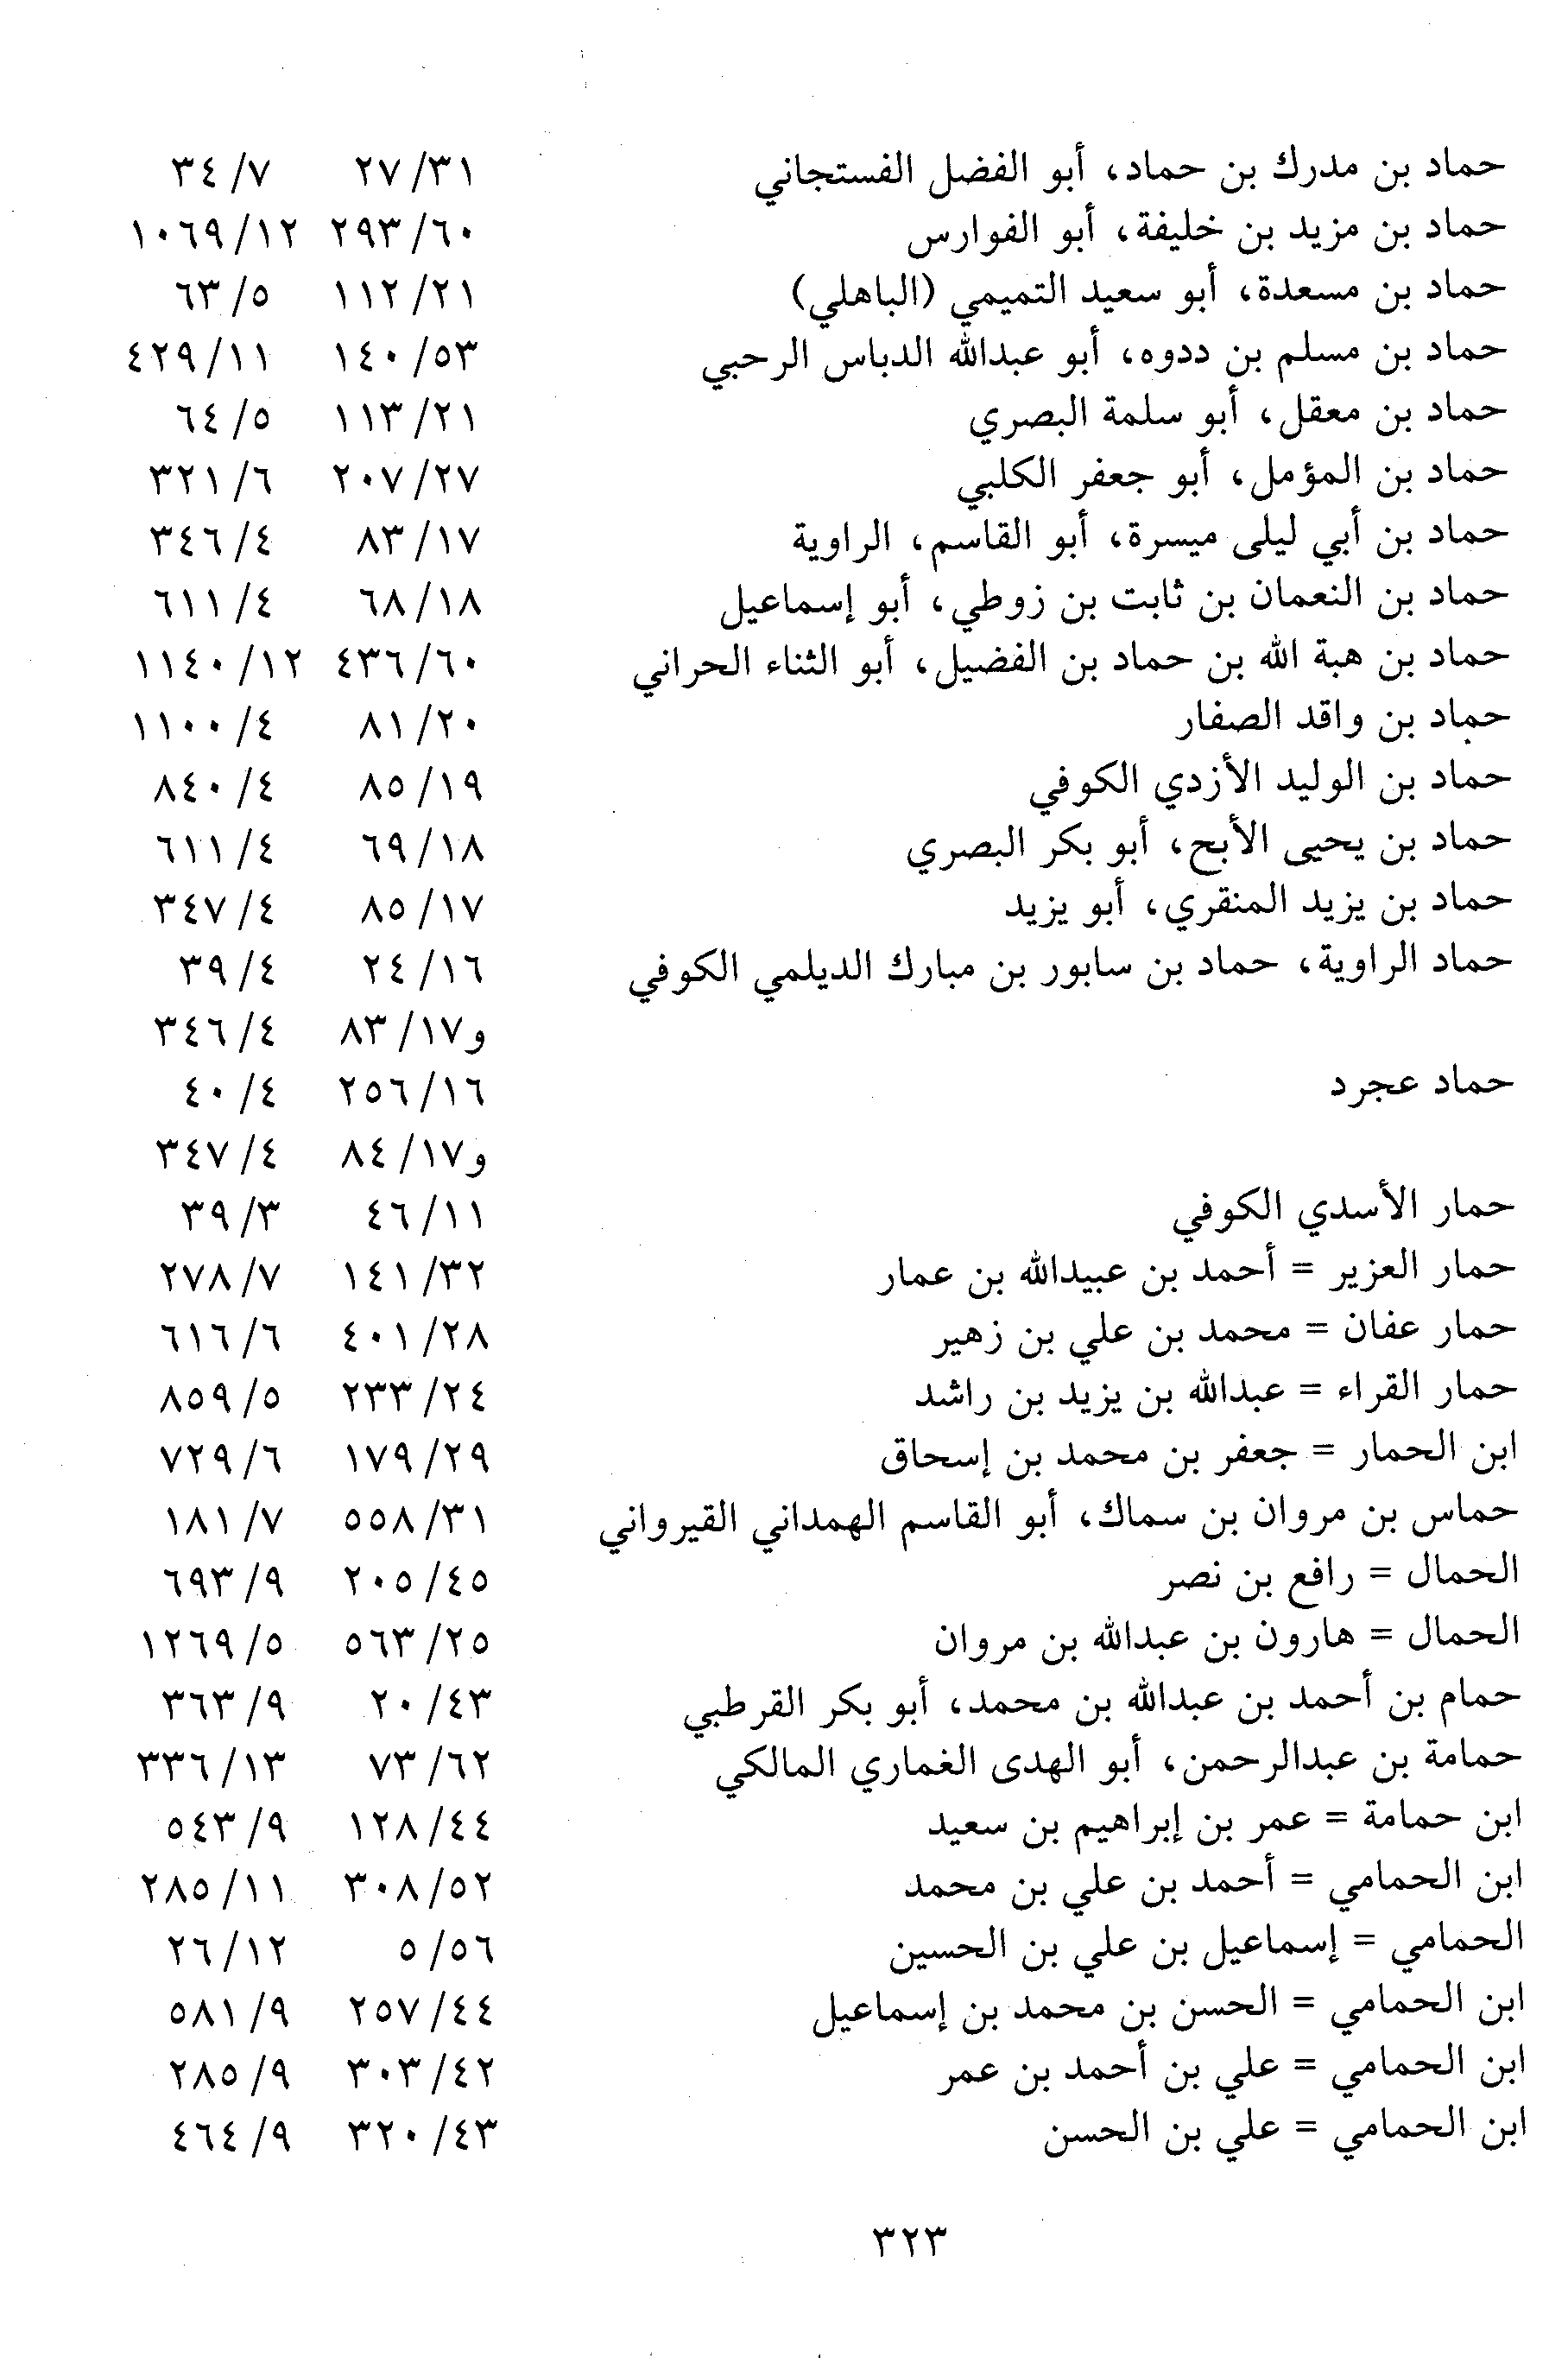 حماد بن مدرك بن حماد، أبو الفضل الفستجاني ٢٧/٣١ ٣٤/٧
حماد بن مزيد بن خليفة، أبو الفوارس ٢٩٣/٦٠ ١٠٦٩/١٢
حماد بن مسعدة، أبو سعيد التميمي (الباهلي) ١١٢/٢١ ٦٣/٥
حماد بن مسلم بن ددوه، أبو عبدالله الدباس الرحبي ١٤٠/٥٣ ٤٢٩/١١
حماد بن معقل، أبو سلمة البصري ١١٣/٢١ ٦٤/٥
حماد بن المؤمل، أبو جعفر الكلبي ٢٠٧/٢٧ ٣٢١/٦
حماد بن أبي ليلى ميسرة، أبو القاسم، الراوية ٨٣/١٧ ٣٤٦/٤
حماد بن النعمان بن ثابت بن زوطي، أبو إسماعيل ٦٨/١٨ ٦١١/٤
حماد بن هبة الله بن حماد بن الفضيل، أبو الثناء الحراني ٤٣٦/٦٠ ١١٤٠/١٢
حماد بن واقد الصفار ٨١/٢٠ ١١٠٠/٤
حماد بن الوليد الأزدي الكوفي ٨٥/١٩ ٨٤٠/٤
حماد بن يحيى الأبح، أبو بكر البصري ٦٩/١٨ ٦١١/٤
حماد بن يزيد المنقري، أبو يزيد ٨٥/١٧ ٣٤٧/٤
حماد الراوية، حماد بن سابور بن مبارك الديلمي الكوفي ٢٤/١٦ ٣٩/٤
و٨٣/١٧ ٣٤٦/٤
حماد عجرد ٢٥٦/١٦ ٤٠/٤
و٨٤/١٧ ٣٤٧/٤
حمار الأسدي الكوفي ٤٦/١١ ٣٩/٣
حمار العزير = أحمد بن عبيدالله بن عمار ١٤١/٣٢ ٢٧٨/٧
حمار عفان = محمد بن علي بن زهير ٤٠١/٢٨ ٦١٦/٦
حمار القراء = عبدالله بن يزيد بن راشد ٢٣٣/٢٤ ٨٥٩/٥
ابن الحمار = جعفر بن محمد بن إسحاق ١٧٩/٢٩ ٧٢٩/٦
حماس بن مروان بن سماك، أبو القاسم الهمداني القيرواني ٥٥٨/٣١ ١٨١/٧
الحمال = رافع بن نصر ٢٠٥/٤٥ ٦٩٣/٩
الحمال = هارون بن عبدالله بن مروان ٥٦٣/٢٥ ١٢٦٩/٥
حمام بن أحمد بن عبدالله بن محمد، أبو بكر القرطبي ٢٠/٤٣ ٣٦٣/٩
حمامة بن عبدالرحمن، أبو الهدى الغماري المالكي ٧٣/٦٢ ٣٣٦/١٣
ابن حمامة = عمر بن إبراهيم بن سعيد ١٢٨/٤٤ ٥٤٣/٩
ابن الحمامي = أحمد بن علي بن محمد ٣٠٨/٥٢ ٢٨٥/١١
الحمامي = إسماعيل بن علي بن الحسين ٥/٥٦ ٢٦/١٢
ابن الحمامي = الحسن بن محمد بن إسماعيل ٢٥٧/٤٤ ٥٨١/٩
ابن الحمامي = علي بن أحمد بن عمر ٣٠٣/٤٢ ٢٨٥/٩
ابن الحمامي = علي بن الحسن ٣٢٠/٤٣ ٤٦٤/٩
٣٢٣